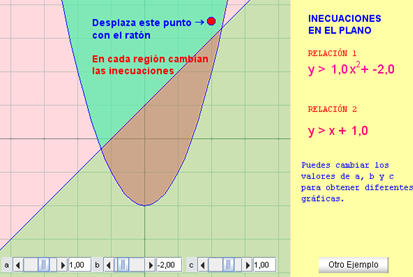 Desplaza este punto →
con el ratón
En cada región cambian
las inecuaciones
INECUACIONES
EN EL PLANO
RELACIÓN 1
y > 1,0x²+ -2,0
RELACIÓN 2
y > x + 1,0
Puedes cambiar los
valores de a, b y c
para obtener diferentes
gráficas.
a 1,00 b -2,00 c 1,00
Otro Ejemplo